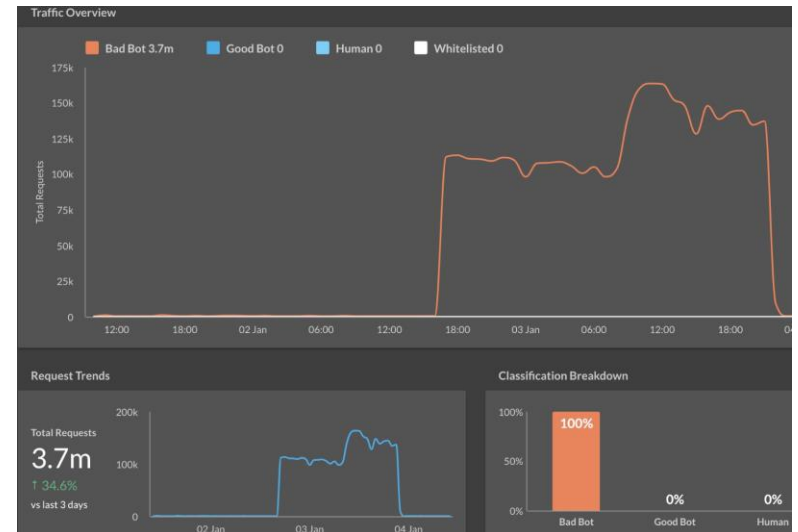 Traffic Overview
Bad Bot 3.7m Good Bot 0 Human 0 Whitelisted 0
175k
150k
125k
100k
75k
50k
25k
0
Total Requests
12:00 18:00 02 Jan 06:00 12:00 18:00 03 Jan 06:00 12:00 18:00
Request Trends
Total Requests
3.7m
↑ 34.6%
vs last 3 days
200k
100k
0
02 Jan 03 Jan 04 Jan
Classification Breakdown
100%
50%
0%
100% 0% 0%
Bad Bot Good Bot Human